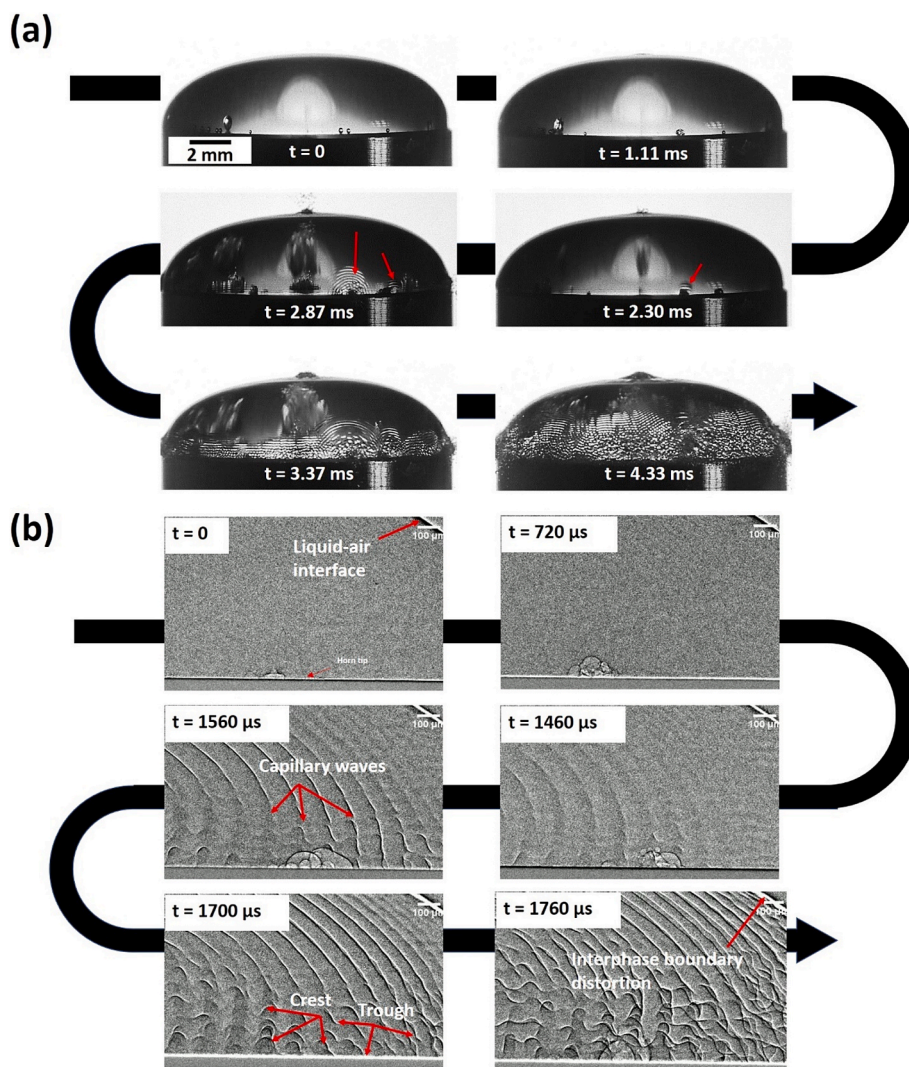 (a)
2 mm
t = 0
t = 1.11 ms
t = 2.87 ms
t = 2.30 ms
t = 3.37 ms
t = 4.33 ms
(b)
t = 0
Liquid-air
interface
100 µm
Horn tip
t = 720 µs
100 µm
t = 1560 µs
100 µm
Capillary waves
t = 1460 µs
100 µm
t = 1700 µs
100 µm
Crest
Trough
t = 1760 µs
100 µm
Interphase boundary
distortion